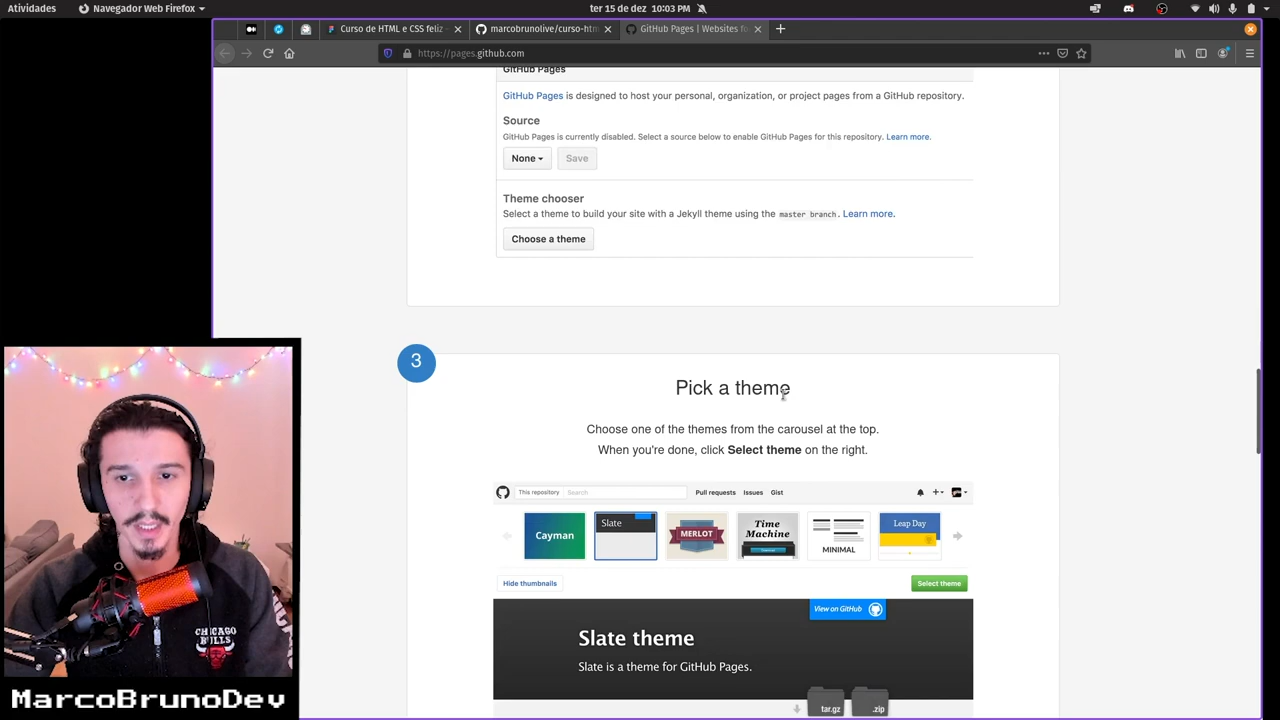 Atividades
Navegador Web Firefox
ter 15 de dez 10:03 PM
Curso de HTML e CSS feliz -
marcobrunolive/curso-htm
GitHub Pages | Websites fo
https://pages.github.com
GitHub Pages
GitHub Pages is designed to host your personal, organization, or project pages from a GitHub repository.
Source
GitHub Pages is currently disabled. Select a source below to enable GitHub Pages for this repository. Learn more.
None
Save
Theme chooser
Select a theme to build your site with a Jekyll theme using the master branch. Learn more.
Choose a theme
3
Pick a theme
Choose one of the themes from the carousel at the top.
When you're done, click Select theme on the right.
This repository
Search
Pull requests
Issues
Gist
Cayman
Slate
MERLOT
Time Machine
MINIMAL
Leap Day
Hide thumbnails
Select theme
View on GitHub
Slate theme
Slate is a theme for GitHub Pages.
tar.gz
.zip
CHICAGO
BULLS
MarcoBrunoDev